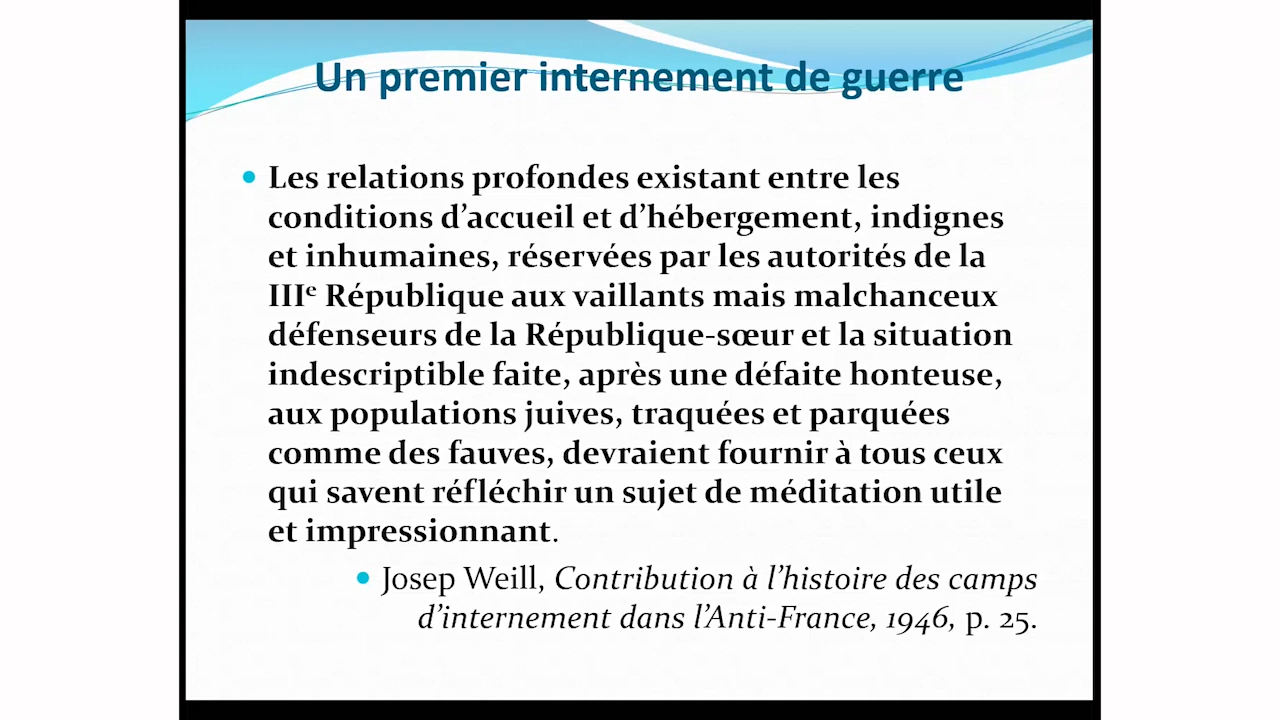 Un premier internement de guerre
• Les relations profondes existant entre les
conditions d’accueil et d’hébergement, indignes
et inhumaines, réservées par les autorités de la
IIIᵉ République aux vaillants mais malchanceux
défenseurs de la République-sœur et la situation
indescriptible faite, après une défaite honteuse,
aux populations juives, traquées et parquées
comme des fauves, devraient fournir à tous ceux
qui savent réfléchir un sujet de méditation utile
et impressionnant.
• Josep Weill, Contribution à l’histoire des camps
d’internement dans l’Anti-France, 1946, p. 25.